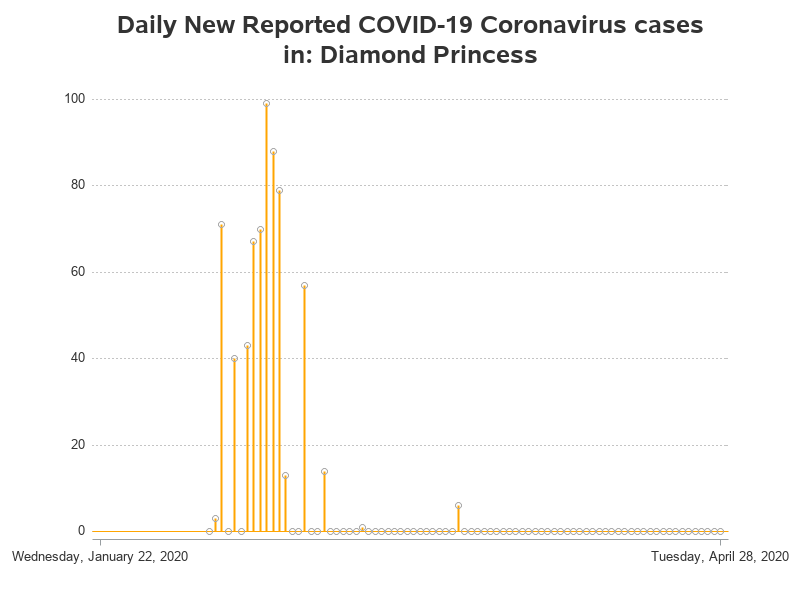 Daily New Reported COVID-19 Coronavirus cases
in: Diamond Princess
100
80
60
40
20
0
Wednesday, January 22, 2020
Tuesday, April 28, 2020